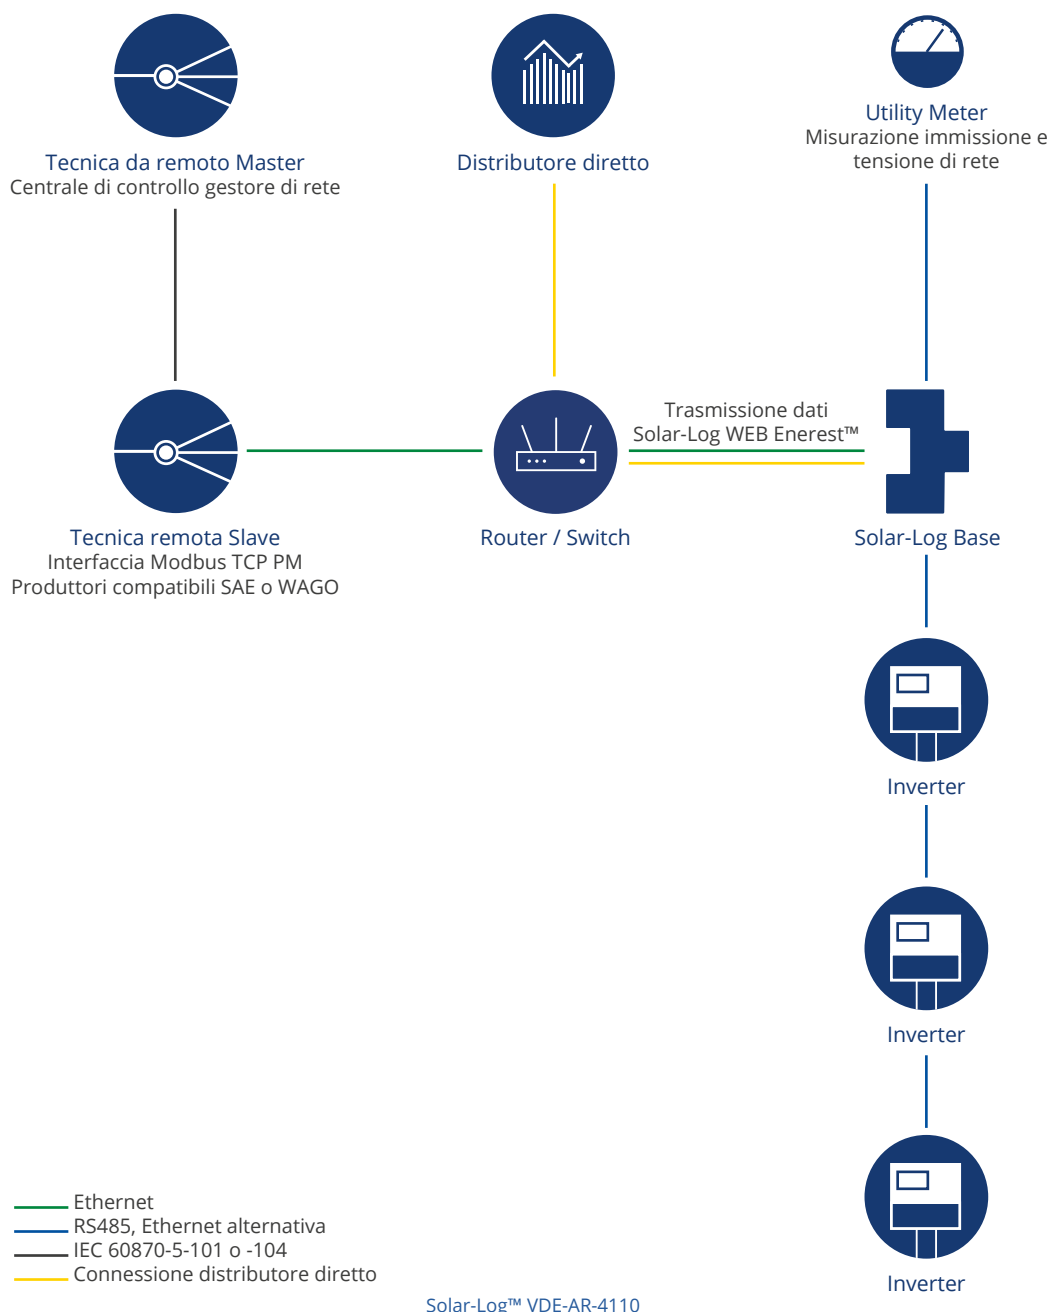 Tecnica da remoto Master
Centrale di controllo gestore di rete
Distributore diretto
Utility Meter
Misurazione immissione e
tensione di rete
Trasmissione dati
Solar-Log WEB Enerest™
Tecnica remota Slave
Interfaccia Modbus TCP PM
Produttori compatibili SAE o WAGO
Router / Switch
Solar-Log Base
Inverter
Inverter
Inverter
Ethernet
RS485, Ethernet alternativa
IEC 60870-5-101 o -104
Connessione distributore diretto
Solar-Log™ VDE-AR-4110